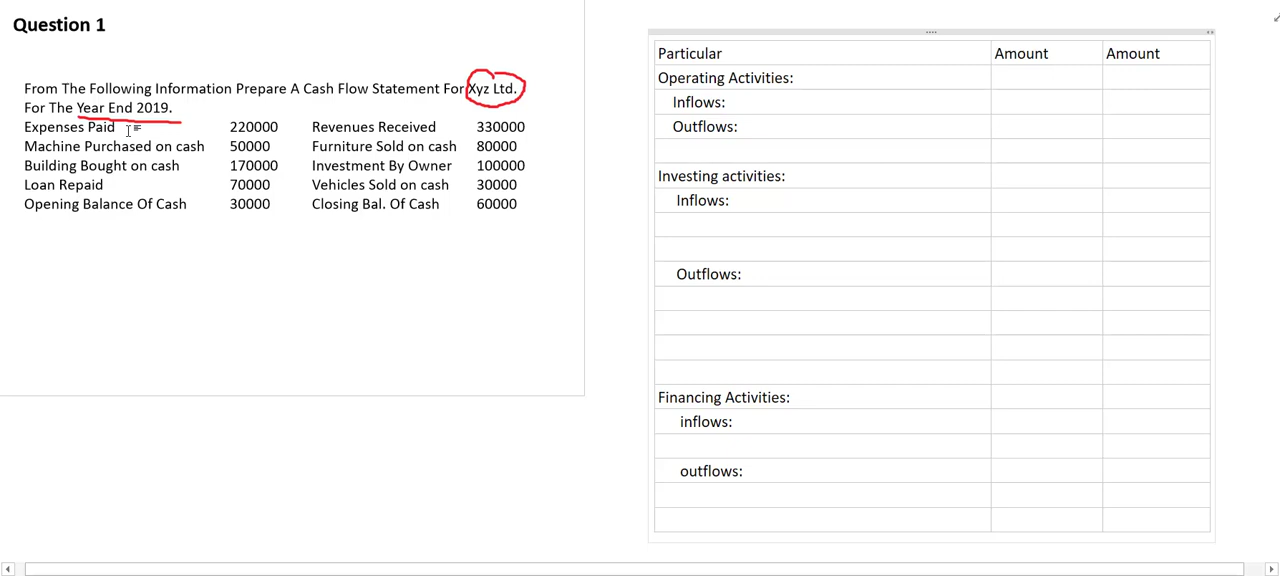 Question 1
From The Following Information Prepare A Cash Flow Statement For Xyz Ltd.
For The Year End 2019.
Expenses Paid 220000 Revenues Received 330000
Machine Purchased on cash 50000 Furniture Sold on cash 80000
Building Bought on cash 170000 Investment By Owner 100000
Loan Repaid 70000 Vehicles Sold on cash 30000
Opening Balance Of Cash 30000 Closing Bal. Of Cash 60000
Particular Amount Amount
Operating Activities:
Inflows:
Outflows:
Investing activities:
Inflows:
Outflows:
Financing Activities:
inflows:
outflows: